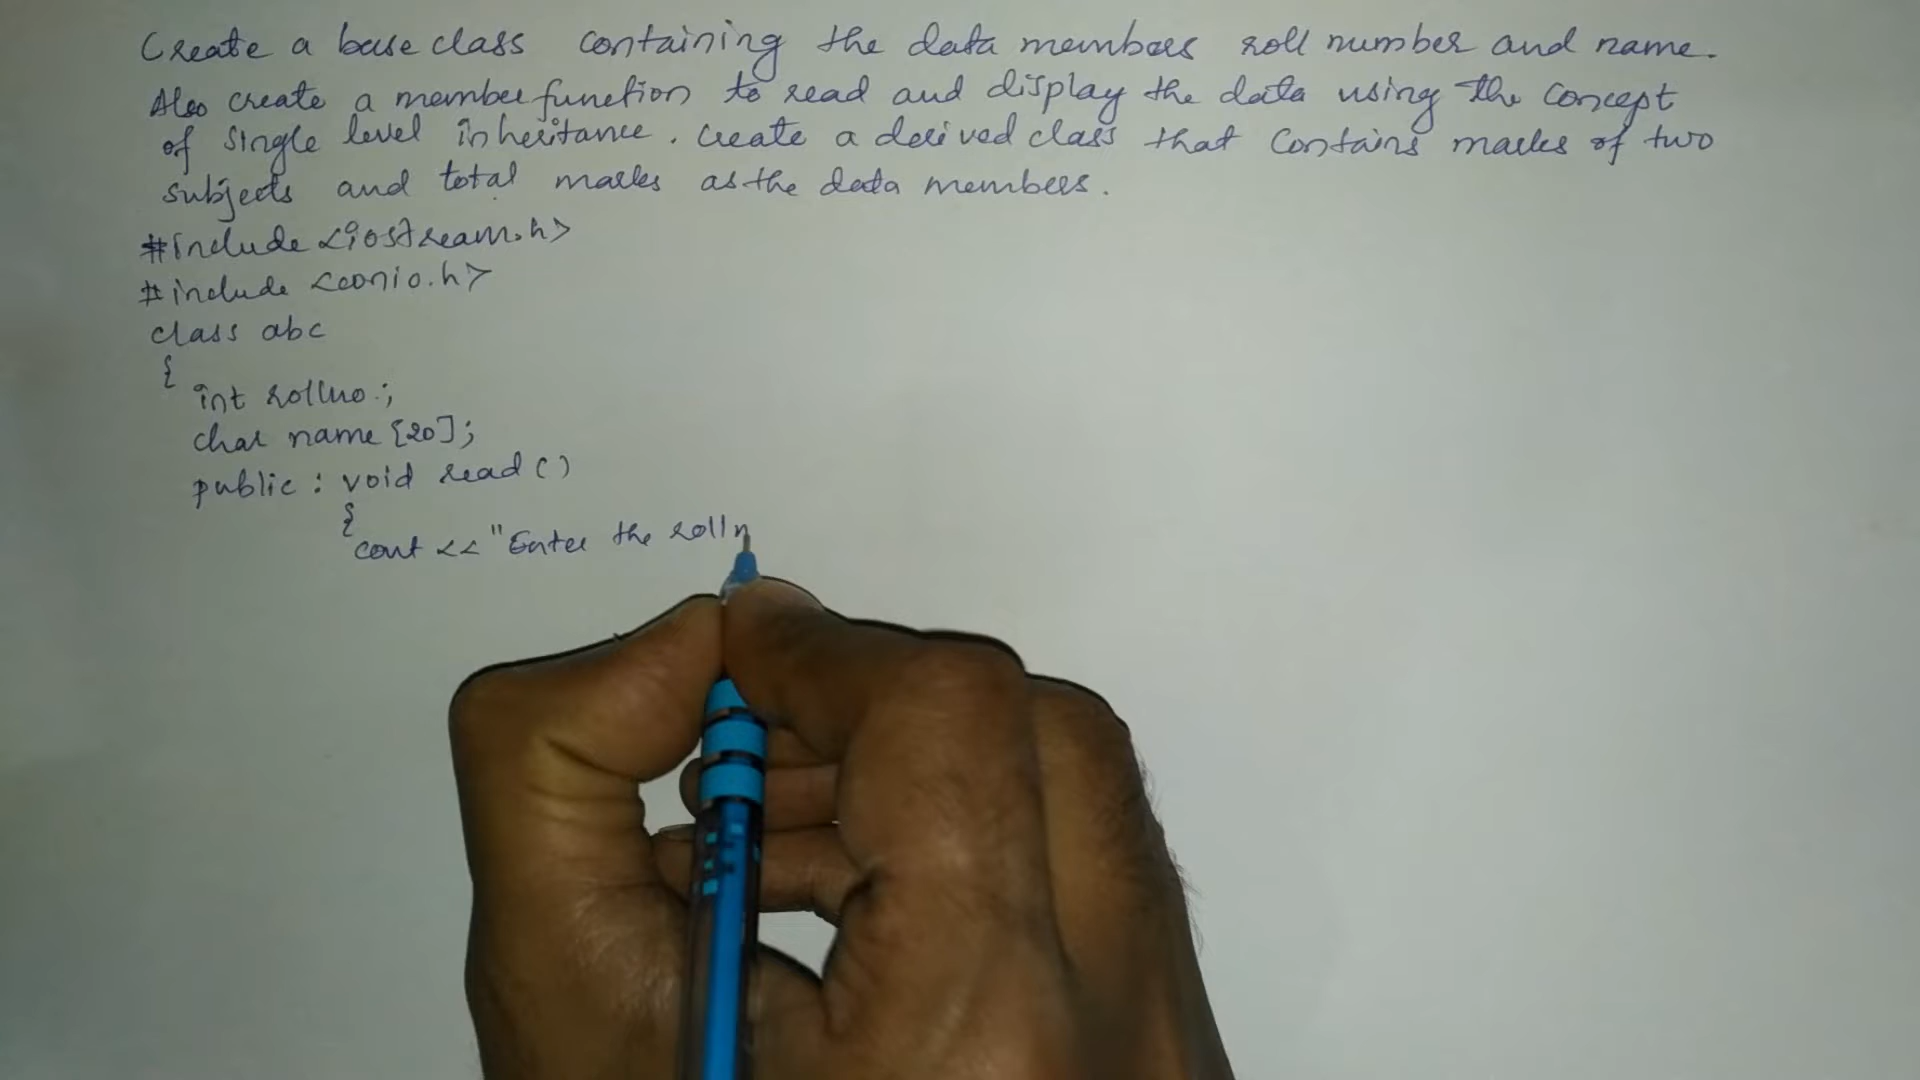 Create a base class containing the data members roll number and name.
Also create a member function to read and display the data using the concept
of single level inheritance. Create a derived class that contains marks of two
subjects and total marks as the data members.
#include <iostream.h>
#include <conio.h>
class abc
{
int rollno.;
char name [20];
public : void read ()
{
cout << "Enter the rolln